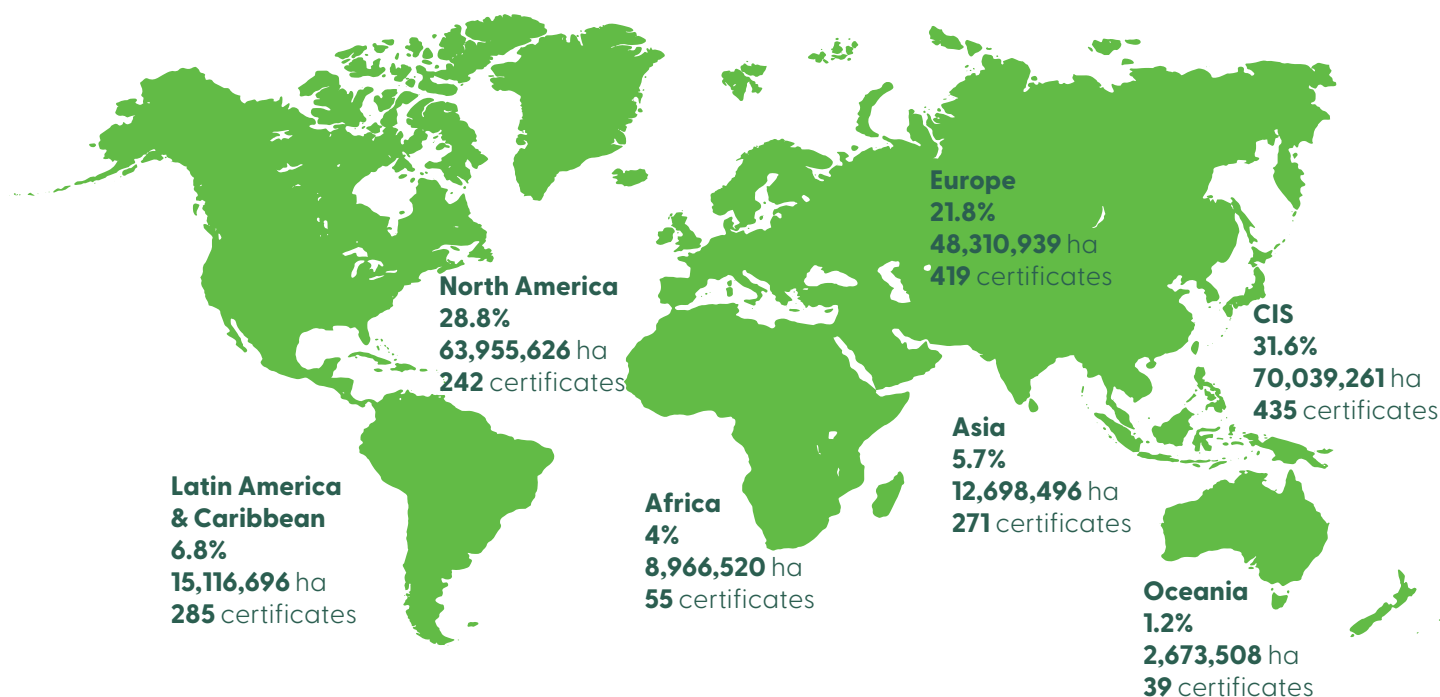 Europe
21.8%
48,310,939 ha
419 certificates
North America
28.8%
63,955,626 ha
242 certificates
CIS
31.6%
70,039,261 ha
435 certificates
Asia
5.7%
12,698,496 ha
271 certificates
Latin America
& Caribbean
6.8%
15,116,696 ha
285 certificates
Africa
4%
8,966,520 ha
55 certificates
Oceania
1.2%
2,673,508 ha
39 certificates